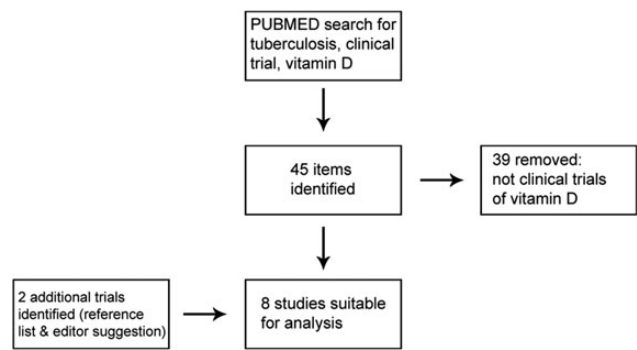 PUBMED search for
tuberculosis, clinical
trial, vitamin D
45 items
identified
39 removed:
not clinical trials
of vitamin D
2 additional trials
identified (reference
list & editor suggestion)
8 studies suitable
for analysis